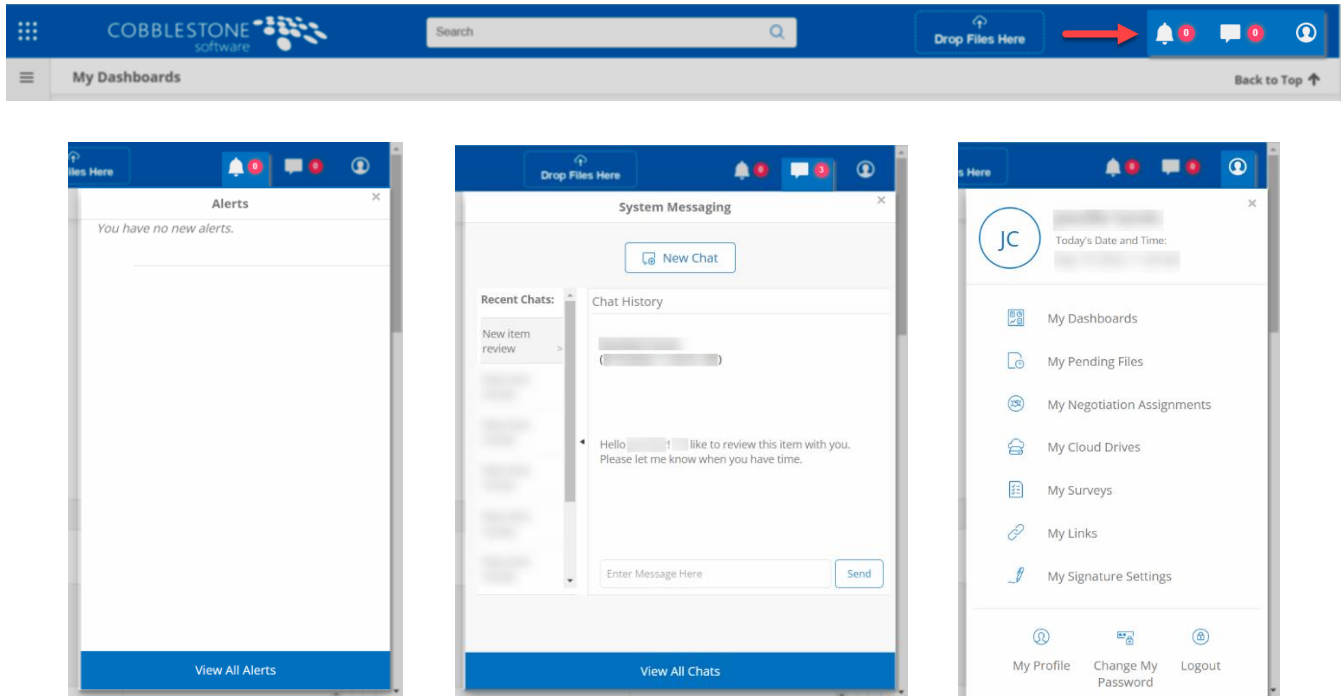 COBBLESTONE
software
Search
Drop Files Here
0
0
My Dashboards
Back to Top
Files Here
0
0
Alerts
×
You have no new alerts.
View All Alerts
Drop Files Here
0
3
System Messaging
×
New Chat
Recent Chats:
Chat History
New item
review >
( )
Hello ! like to review this item with you.
Please let me know when you have time.
Enter Message Here
Send
View All Chats
s Here
0
0
×
JC
Today's Date and Time:
My Dashboards
My Pending Files
My Negotiation Assignments
My Cloud Drives
My Surveys
My Links
My Signature Settings
My Profile
Change My
Password
Logout